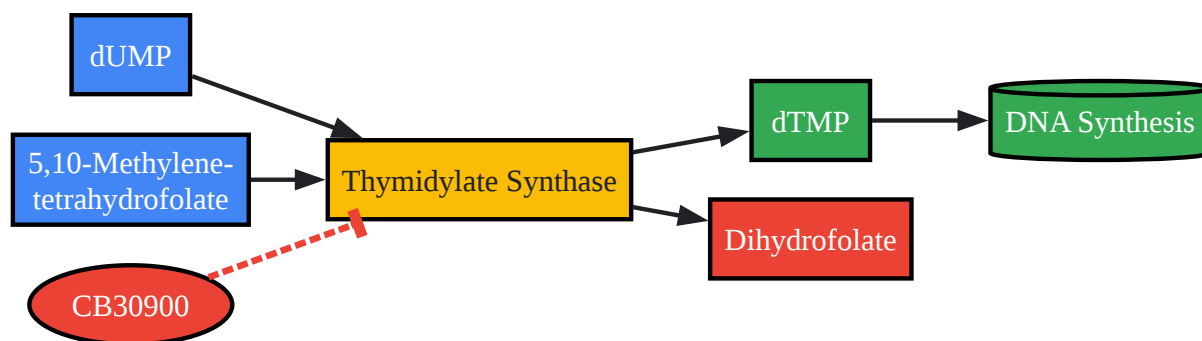 dUMP
5,10-Methylene-
tetrahydrofolate
CB30900
Thymidylate Synthase
dTMP
Dihydrofolate
DNA Synthesis